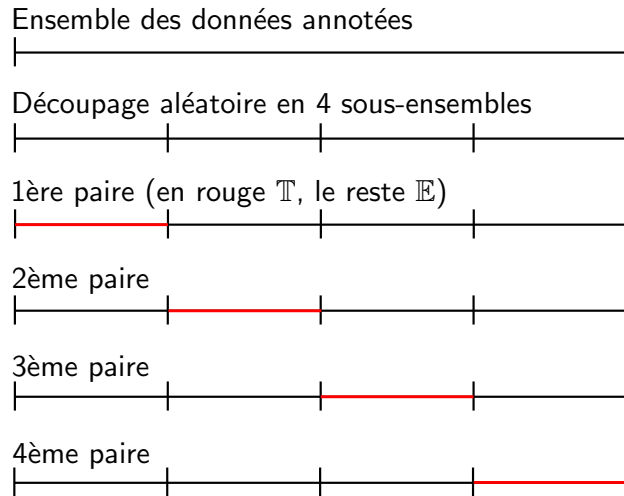 Ensemble des données annotées
Découpage aléatoire en 4 sous-ensembles
1ère paire (en rouge 𝕋, le reste 𝔼)
2ème paire
3ème paire
4ème paire